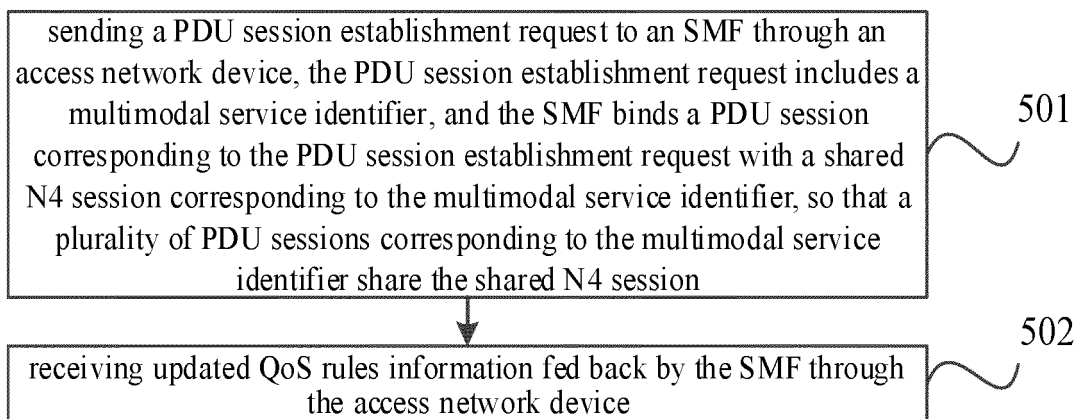 sending a PDU session establishment request to an SMF through an
access network device, the PDU session establishment request includes a
multimodal service identifier, and the SMF binds a PDU session
corresponding to the PDU session establishment request with a shared
N4 session corresponding to the multimodal service identifier, so that a
plurality of PDU sessions corresponding to the multimodal service
identifier share the shared N4 session
501
receiving updated QoS rules information fed back by the SMF through
the access network device
502